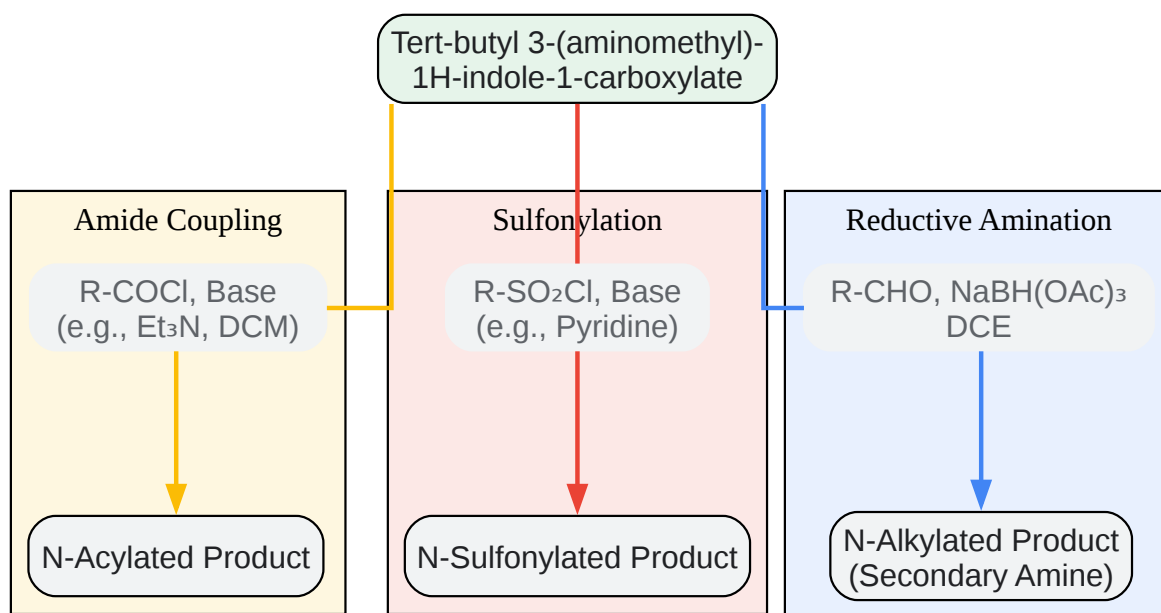 Tert-butyl 3-(aminomethyl)-
1H-indole-1-carboxylate
Amide Coupling
R-COCl, Base
(e.g., Et₃N, DCM)
N-Acylated Product
Sulfonylation
R-SO₂Cl, Base
(e.g., Pyridine)
N-Sulfonylated Product
Reductive Amination
R-CHO, NaBH(OAc)₃
DCE
N-Alkylated Product
(Secondary Amine)